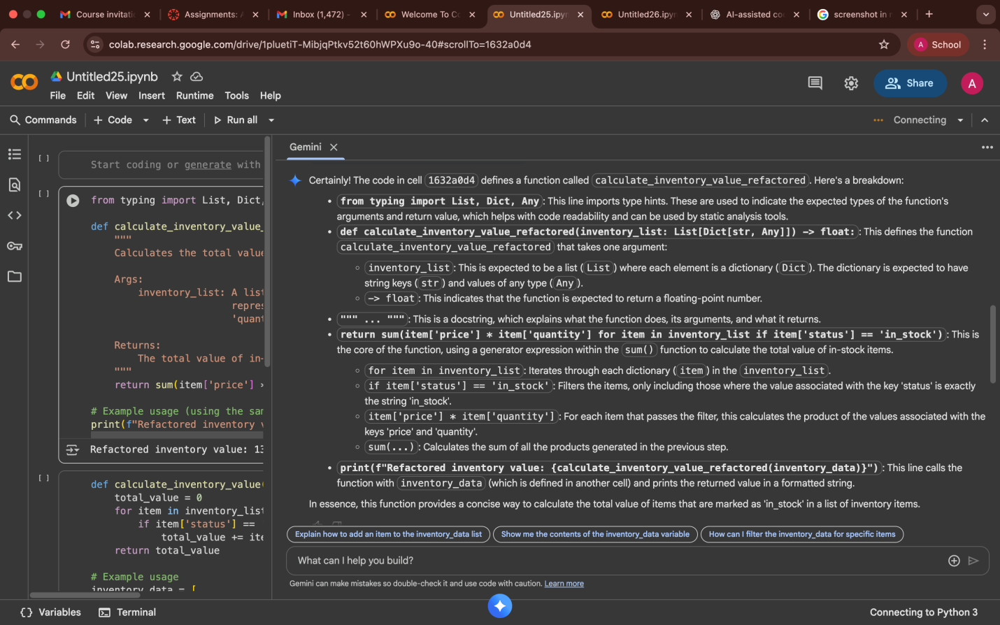 Course invitatio
Assignments: A
Inbox (1,472) -
Welcome To Co
Untitled25.ipyn
Untitled26.ipyn
AI-assisted co
screenshot in m
colab.research.google.com/drive/1pluetiT-MibjqPtkv52t60hWPXu9o-40#scrollTo=1632a0d4
A School
Untitled25.ipynb
Share
A
File Edit View Insert Runtime Tools Help
Commands + Code + Text Run all
Connecting
[ ]
Start coding or generate with
[ ]
from typing import List, Dict,
def calculate_inventory_value_
"""
Calculates the total value
Args:
inventory_list: A list
repres
'quant
Returns:
The total value of in-
"""
return sum(item['price'] *
# Example usage (using the sam
print(f"Refactored inventory v
Refactored inventory value: 13
[ ]
def calculate_inventory_value(
total_value = 0
for item in inventory_list
if item['status'] ==
total_value += ite
return total_value
# Example usage
inventory_data = [
Gemini
Certainly! The code in cell 1632a0d4 defines a function called calculate_inventory_value_refactored. Here's a breakdown:
• from typing import List, Dict, Any: This line imports type hints. These are used to indicate the expected types of the function's
arguments and return value, which helps with code readability and can be used by static analysis tools.
• def calculate_inventory_value_refactored(inventory_list: List[Dict[str, Any]]) -> float:: This defines the function
calculate_inventory_value_refactored that takes one argument:
◦ inventory_list: This is expected to be a list (List) where each element is a dictionary (Dict). The dictionary is expected to have
string keys (str) and values of any type (Any).
◦ -> float: This indicates that the function is expected to return a floating-point number.
• """ ... """: This is a docstring, which explains what the function does, its arguments, and what it returns.
• return sum(item['price'] * item['quantity'] for item in inventory_list if item['status'] == 'in_stock'): This is
the core of the function, using a generator expression within the sum() function to calculate the total value of in-stock items.
◦ for item in inventory_list: Iterates through each dictionary (item) in the inventory_list.
◦ if item['status'] == 'in_stock': Filters the items, only including those where the value associated with the key 'status' is exactly
the string 'in_stock'.
◦ item['price'] * item['quantity']: For each item that passes the filter, this calculates the product of the values associated with the
keys 'price' and 'quantity'.
◦ sum(...): Calculates the sum of all the products generated in the previous step.
• print(f"Refactored inventory value: {calculate_inventory_value_refactored(inventory_data)}"): This line calls the
function with inventory_data (which is defined in another cell) and prints the returned value in a formatted string.
In essence, this function provides a concise way to calculate the total value of items that are marked as 'in_stock' in a list of inventory items.
Explain how to add an item to the inventory_data list
Show me the contents of the inventory_data variable
How can I filter the inventory_data for specific items
What can I help you build?
Gemini can make mistakes so double-check it and use code with caution. Learn more
Variables Terminal
Connecting to Python 3